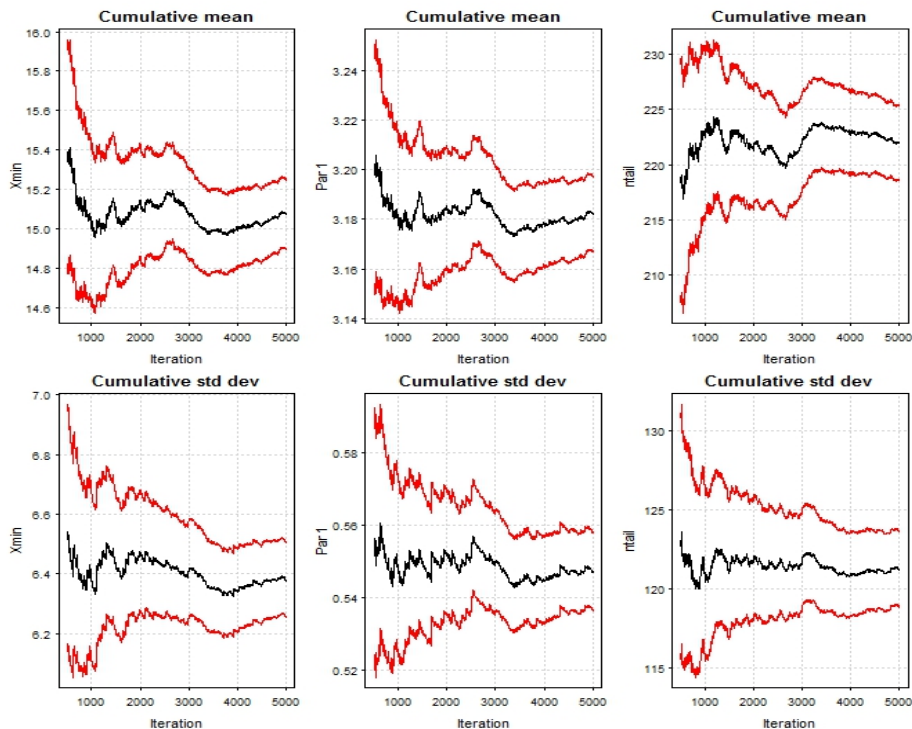 Cumulative mean
Cumulative mean
Cumulative mean
16.0
15.8
15.6
15.4
15.2
15.0
14.8
14.6
Xmin
1000 2000 3000 4000 5000
Iteration
3.24
3.22
3.20
3.18
3.16
3.14
Par 1
1000 2000 3000 4000 5000
Iteration
230
225
220
215
210
ntail
1000 2000 3000 4000 5000
Iteration
Cumulative std dev
Cumulative std dev
Cumulative std dev
7.0
6.8
6.6
6.4
6.2
Xmin
1000 2000 3000 4000 5000
Iteration
0.58
0.56
0.54
0.52
Par 1
1000 2000 3000 4000 5000
Iteration
130
125
120
115
ntail
1000 2000 3000 4000 5000
Iteration